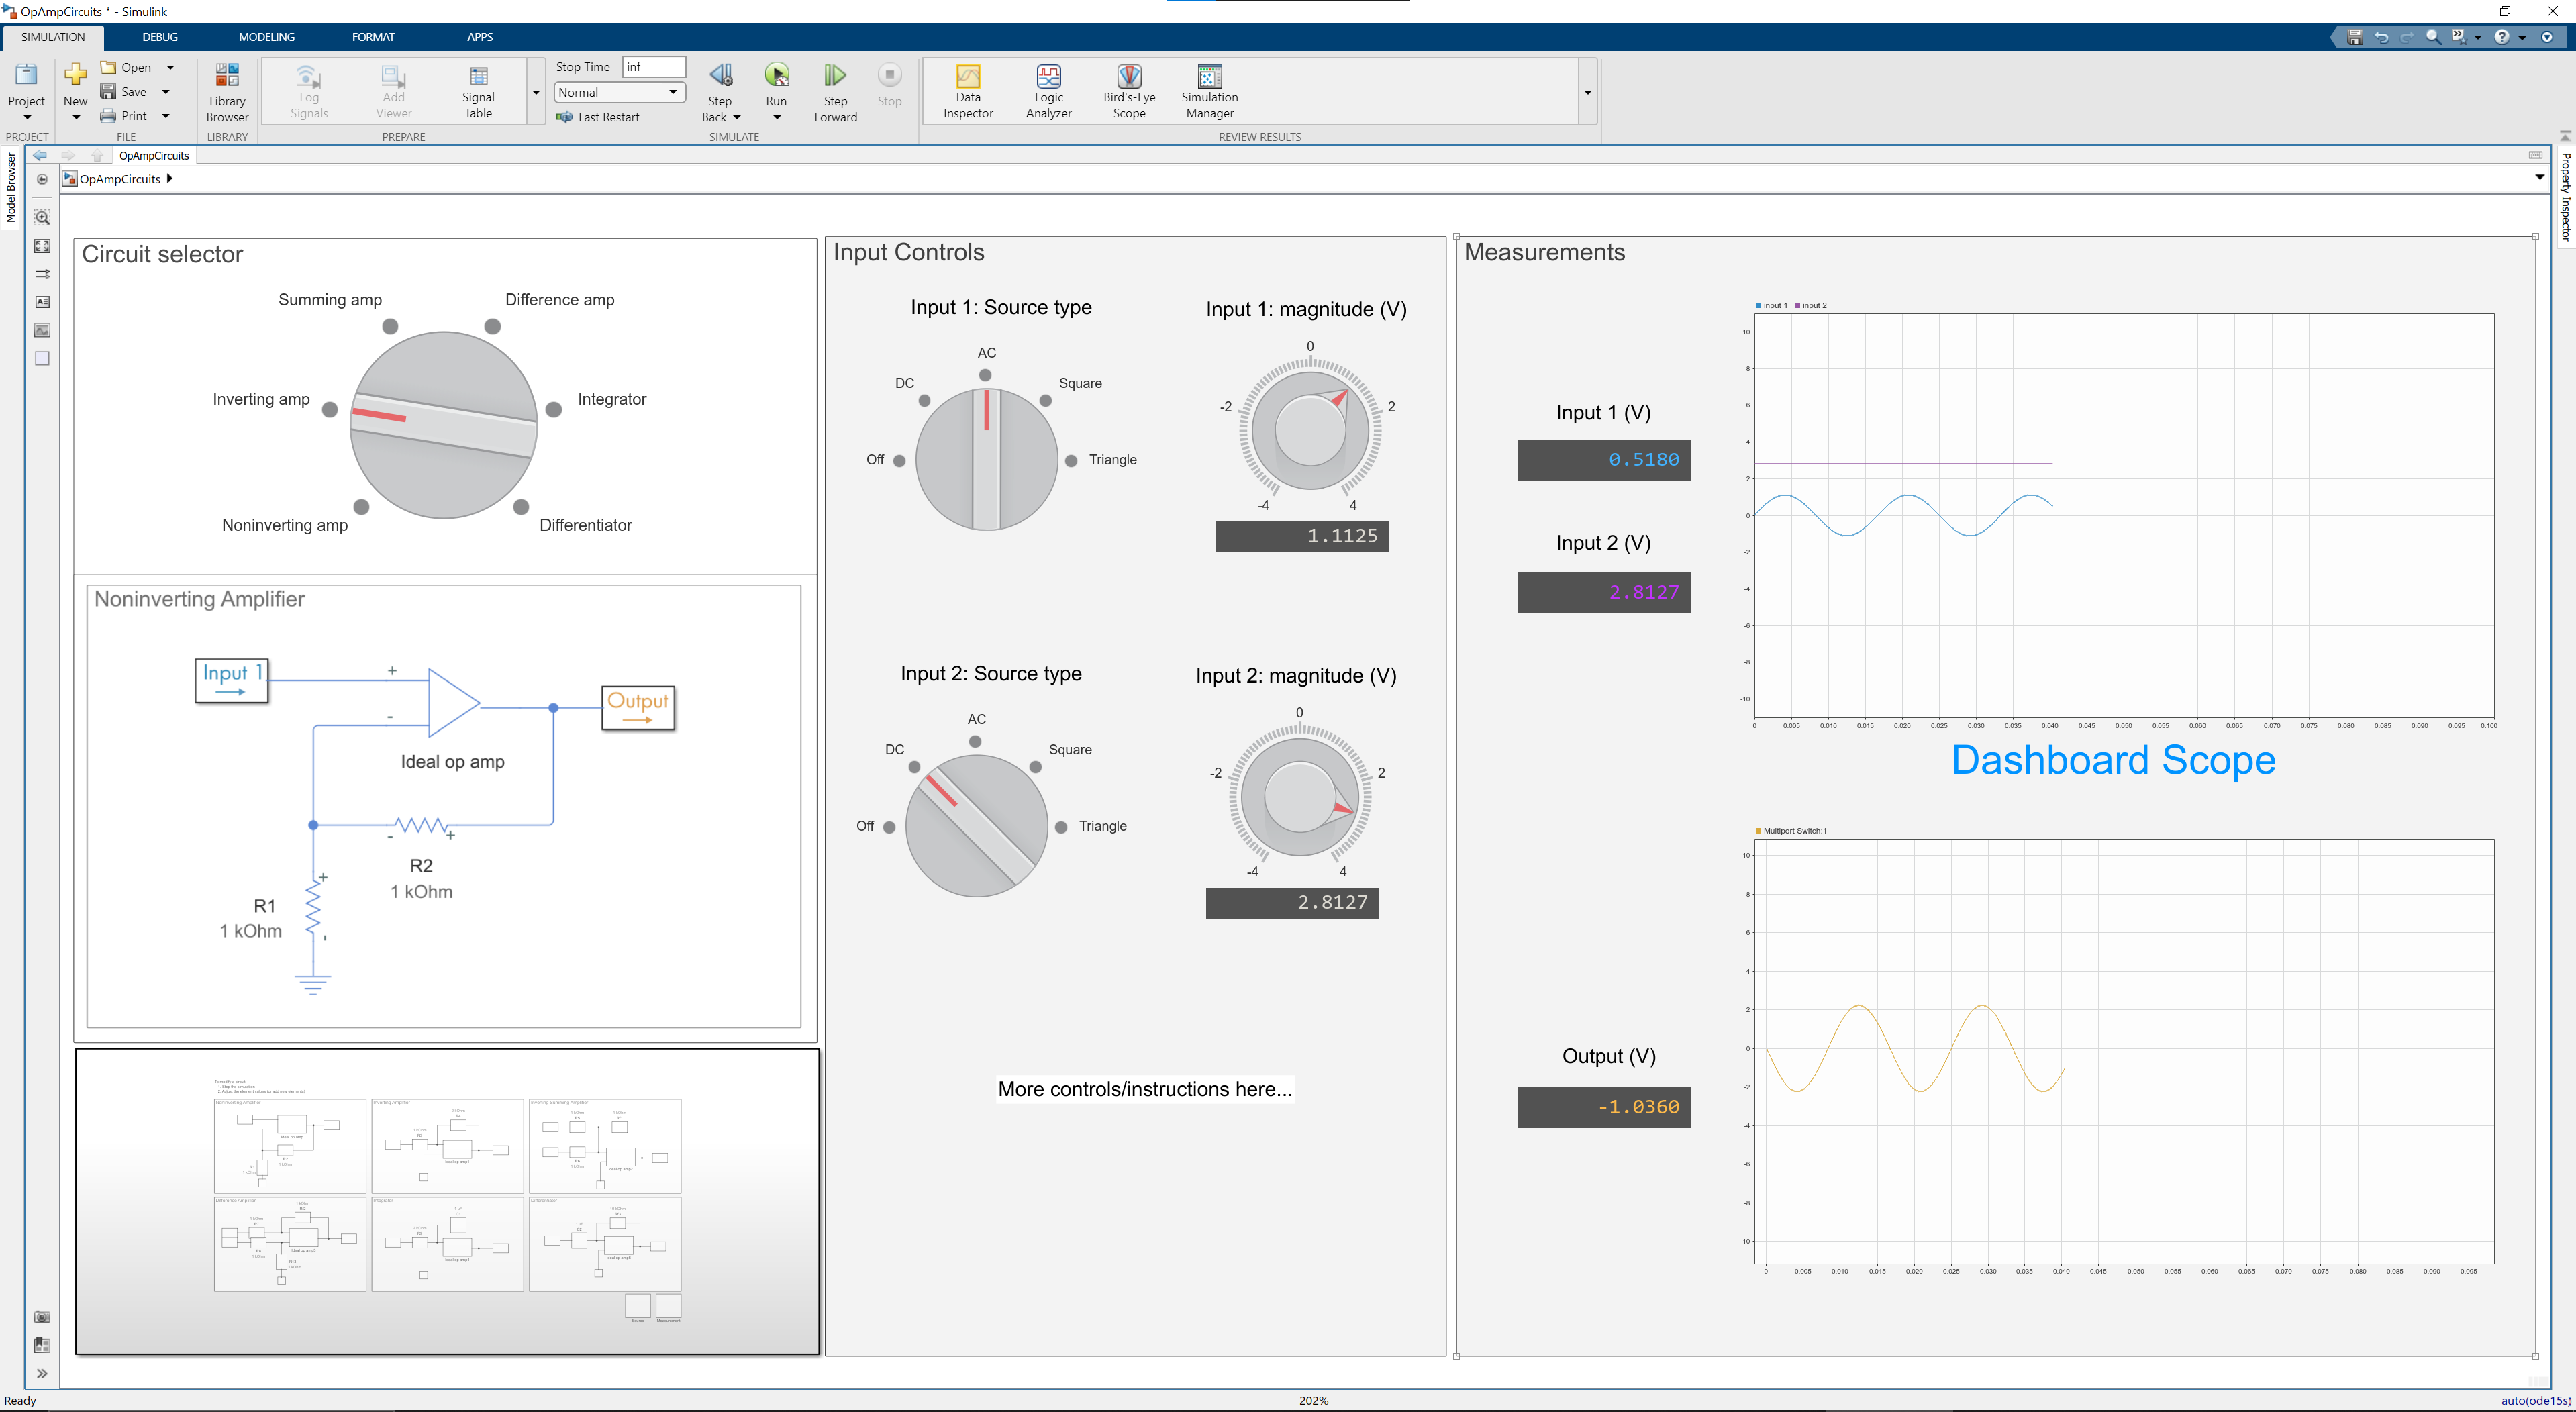 OpAmpCircuits * - Simulink
SIMULATION DEBUG MODELING FORMAT APPS
Project
New
Open
Save
Print
Library Browser
Log Signals
Add Viewer
Signal Table
Stop Time inf
Normal
Fast Restart
Step Back
Run
Step Forward
Stop
Data Inspector
Logic Analyzer
Bird's-Eye Scope
Simulation Manager
PROJECT FILE LIBRARY PREPARE SIMULATE REVIEW RESULTS
Model Browser
Property Inspector
OpAmpCircuits
OpAmpCircuits
Circuit selector
Summing amp
Difference amp
Inverting amp
Integrator
Noninverting amp
Differentiator
Noninverting Amplifier
Input 1
+
-
Output
Ideal op amp
- +
R2
1 kOhm
+
R1
1 kOhm
-
Noninverting Amplifier
Inverting Amplifier
Inverting Summing Amplifier
Difference Amplifier
Integrator
Differentiator
Input Controls
Input 1: Source type
AC
DC
Square
Off
Triangle
Input 1: magnitude (V)
0
-2
2
-4
4
1.1125
Input 2: Source type
AC
DC
Square
Off
Triangle
Input 2: magnitude (V)
0
-2
2
-4
4
2.8127
More controls/instructions here...
Measurements
Input 1 (V)
0.5180
Input 2 (V)
2.8127
input 1 input 2
10
8
6
4
2
0
-2
-4
-6
-8
-10
0 0.005 0.010 0.015 0.020 0.025 0.030 0.035 0.040 0.045 0.050 0.055 0.060 0.065 0.070 0.075 0.080 0.085 0.090 0.095 0.100
Dashboard Scope
Output (V)
-1.0360
Multiport Switch:1
10
8
6
4
2
0
-2
-4
-6
-8
-10
0 0.005 0.010 0.015 0.020 0.025 0.030 0.035 0.040 0.045 0.050 0.055 0.060 0.065 0.070 0.075 0.080 0.085 0.090 0.095
Ready
202%
auto(ode15s)